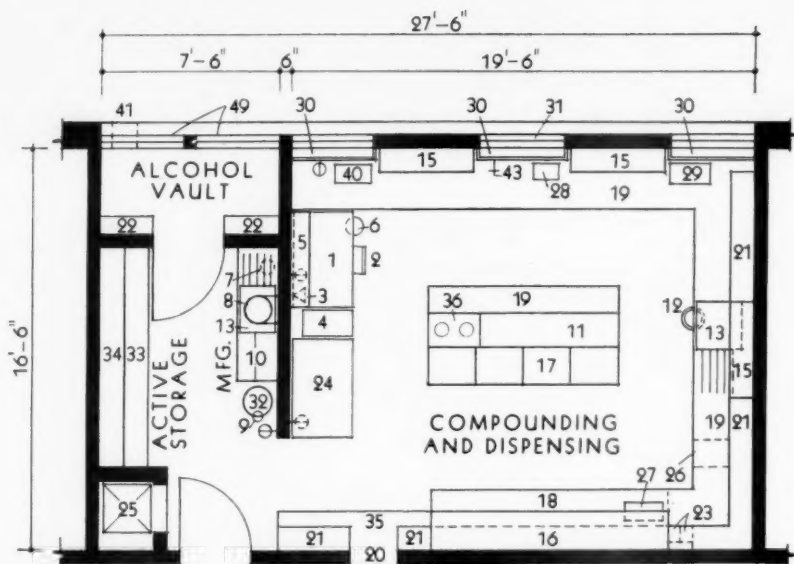 27'-6"
7'-6" 6" 19'-6"
41 49 30 30 31 30
ALCOHOL
VAULT
15 15
40 43 28 29
19
22 22
5 6 21
7 1 2
8 3
19
36 12
13 4 11 13
34 33 10 24 17 15
16'-6"
ACTIVE
STORAGE
MFG.
32
9
COMPOUNDING
AND DISPENSING
19 21
26
25 27
18 23
35
21 21 16
20